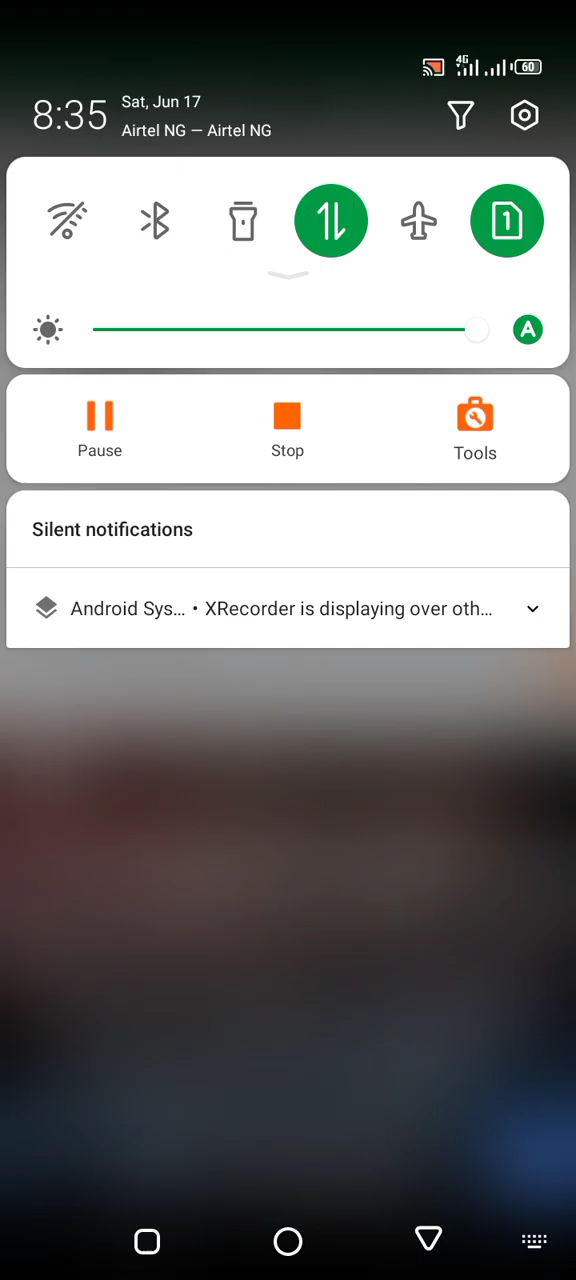 4G
60
8:35
Sat, Jun 17
Airtel NG — Airtel NG
1
A
Pause
Stop
Tools
Silent notifications
Android Sys... • XRecorder is displaying over oth...